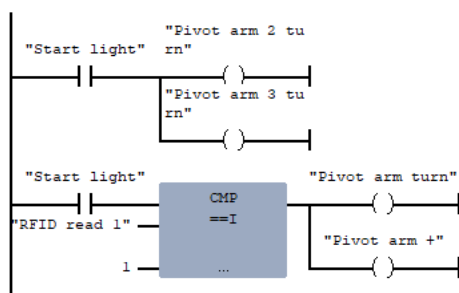 "Pivot arm 2 tu
rn"
"Start light"
"Pivot arm 3 tu
rn"
"Start light"
CMP
==I
"Pivot arm turn"
"RFID read 1"
"Pivot arm +"
1
...